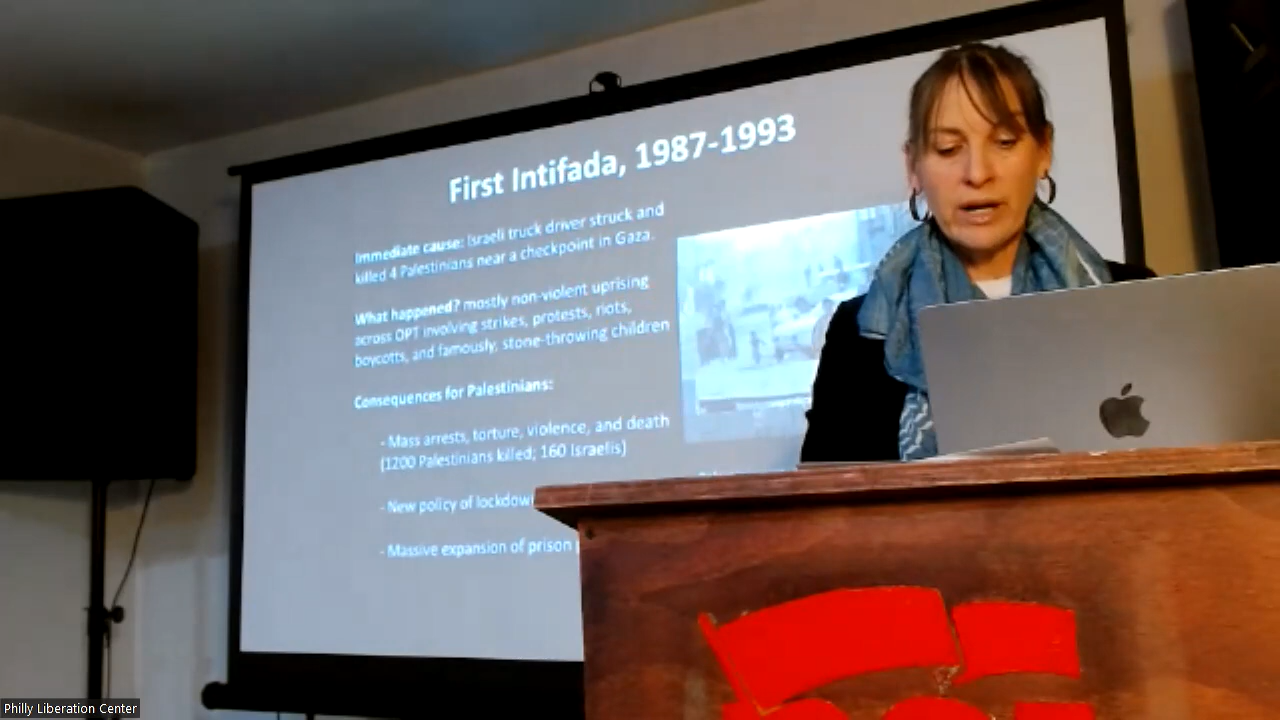 First Intifada, 1987-1993
Immediate cause: Israeli truck driver struck and
killed 4 Palestinians near a checkpoint in Gaza.
What happened? mostly non-violent uprising
across OPT involving strikes, protests, riots,
boycotts, and famously, stone-throwing children
Consequences for Palestinians:
- Mass arrests, torture, violence, and death
(1200 Palestinians killed; 160 Israelis)
- New policy of lockdow
- Massive expansion of prison
Philly Liberation Center